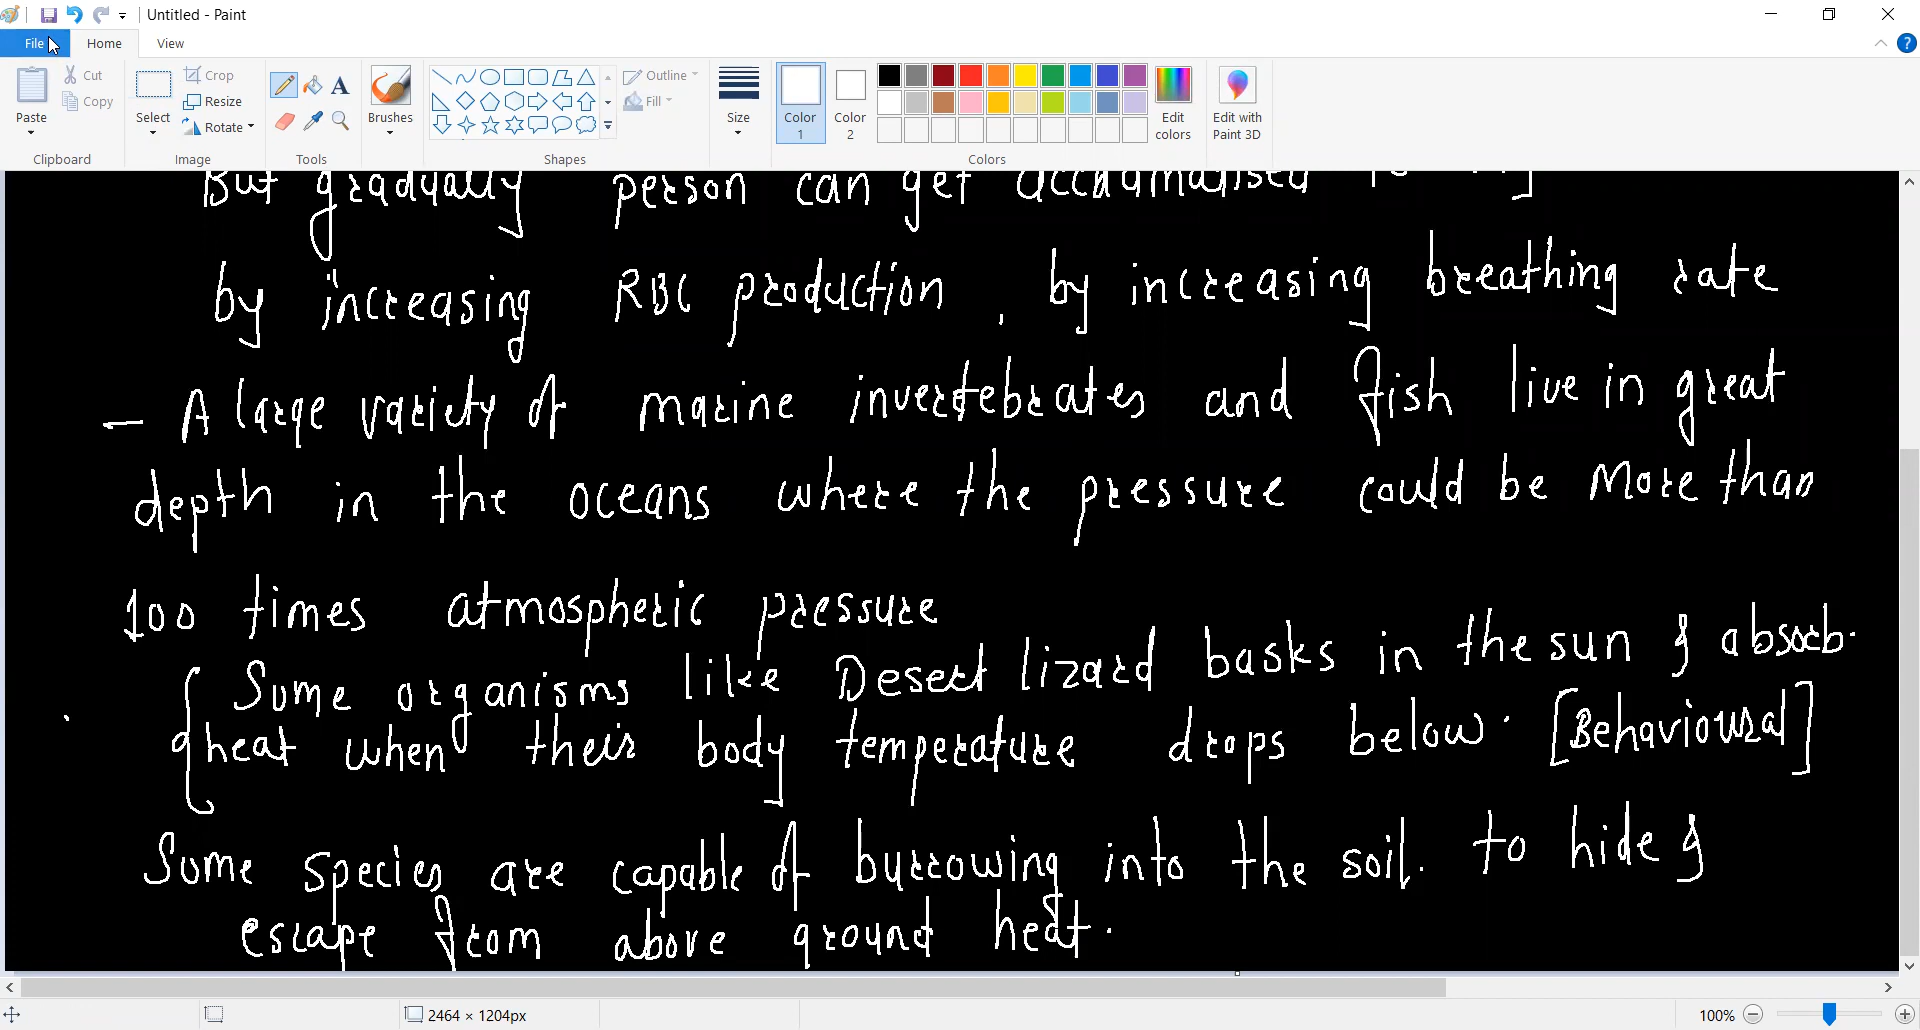 Untitled - Paint
File Home View
Paste Cut Copy Select Crop Resize Rotate Brushes Outline Fill Size Color 1 Color 2 Edit colors Edit with Paint 3D
Clipboard Image Tools Shapes Colors
But gradually person can get
by increasing RBC production, by increasing breathing rate
- A large variety of marine invertebrates and fish live in great
depth in the oceans where the pressure could be More than
100 times atmospheric pressure
Some organisms like Desert lizard basks in the sun & absorb.
heat when their body temperature drops below. [Behavioural]
Some species are capable of burrowing into the soil. to hide &
escape from above ground heat.
2464 × 1204px 100%